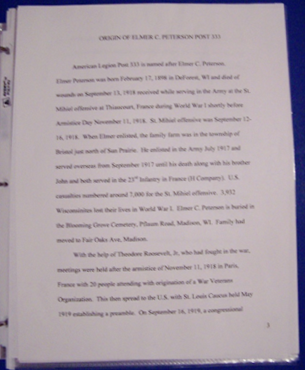 ORIGIN OF ELMER C. PETERSON POST 333
American Legion Post 333 is named after Elmer C. Peterson.
Elmer Peterson was born February 17, 1898 in DeForest, WI and died of
wounds on September 13, 1918 received while serving in the Army at the St.
Mihiel offensive at Thiaucourt, France during World War I shortly before
Armistice Day November 11, 1918. St. Mihiel offensive was September 12-
16, 1918. When Elmer enlisted, the family farm was in the township of
Bristol just north of Sun Prairie. He enlisted in the Army July 1917 and
served overseas from September 1917 until his death along with his brother
John and both served in the 23rd Infantry in France (H Company). U.S.
casualties numbered around 7,000 for the St. Mihiel offensive. 3,932
Wisconsinites lost their lives in World War I. Elmer C. Peterson is buried in
the Blooming Grove Cemetery, Pflaum Road, Madison, WI. Family had
moved to Fair Oaks Ave, Madison.
With the help of Theodore Roosevelt, Jr, who had fought in the war,
meetings were held after the armistice of November 11, 1918 in Paris,
France with 20 people attending with origination of a War Veterans
Organization. This then spread to the U.S. with St. Louis Caucus held May
1919 establishing a preamble. On September 16, 1919, a congressional
3